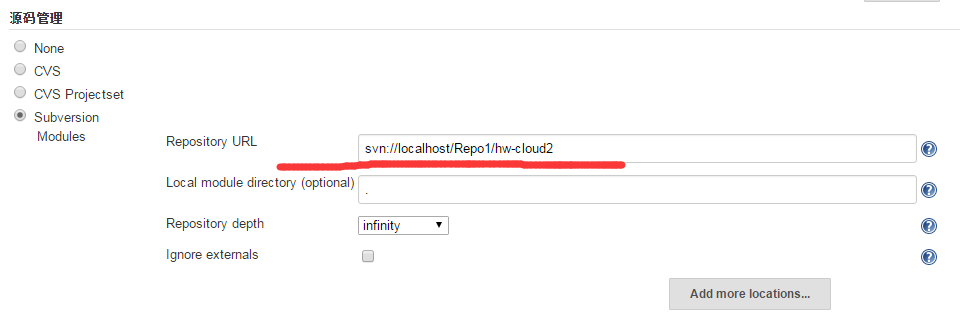 源码管理
None
CVS
CVS Projectset
Subversion
Modules
Repository URL
svn://localhost/Repo1/hw-cloud2
Local module directory (optional)
.
Repository depth
infinity
Ignore externals
Add more locations...